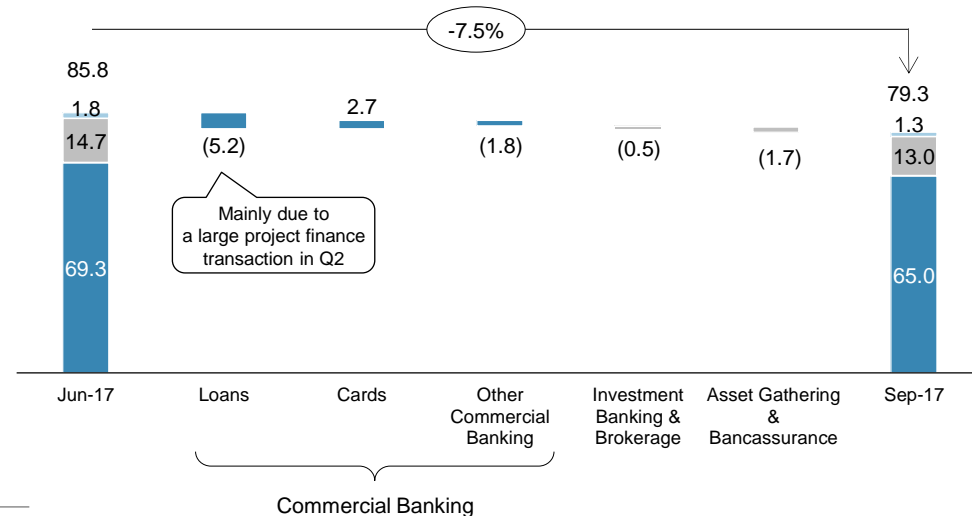 -7.5%
85.8
1.8
14.7
69.3
(5.2)
2.7
(1.8)
(0.5)
(1.7)
79.3
1.3
13.0
65.0
Mainly due to
a large project finance
transaction in Q2
Jun-17
Loans
Cards
Other
Commercial
Banking
Investment
Banking &
Brokerage
Asset Gathering
&
Bancassurance
Sep-17
Commercial Banking